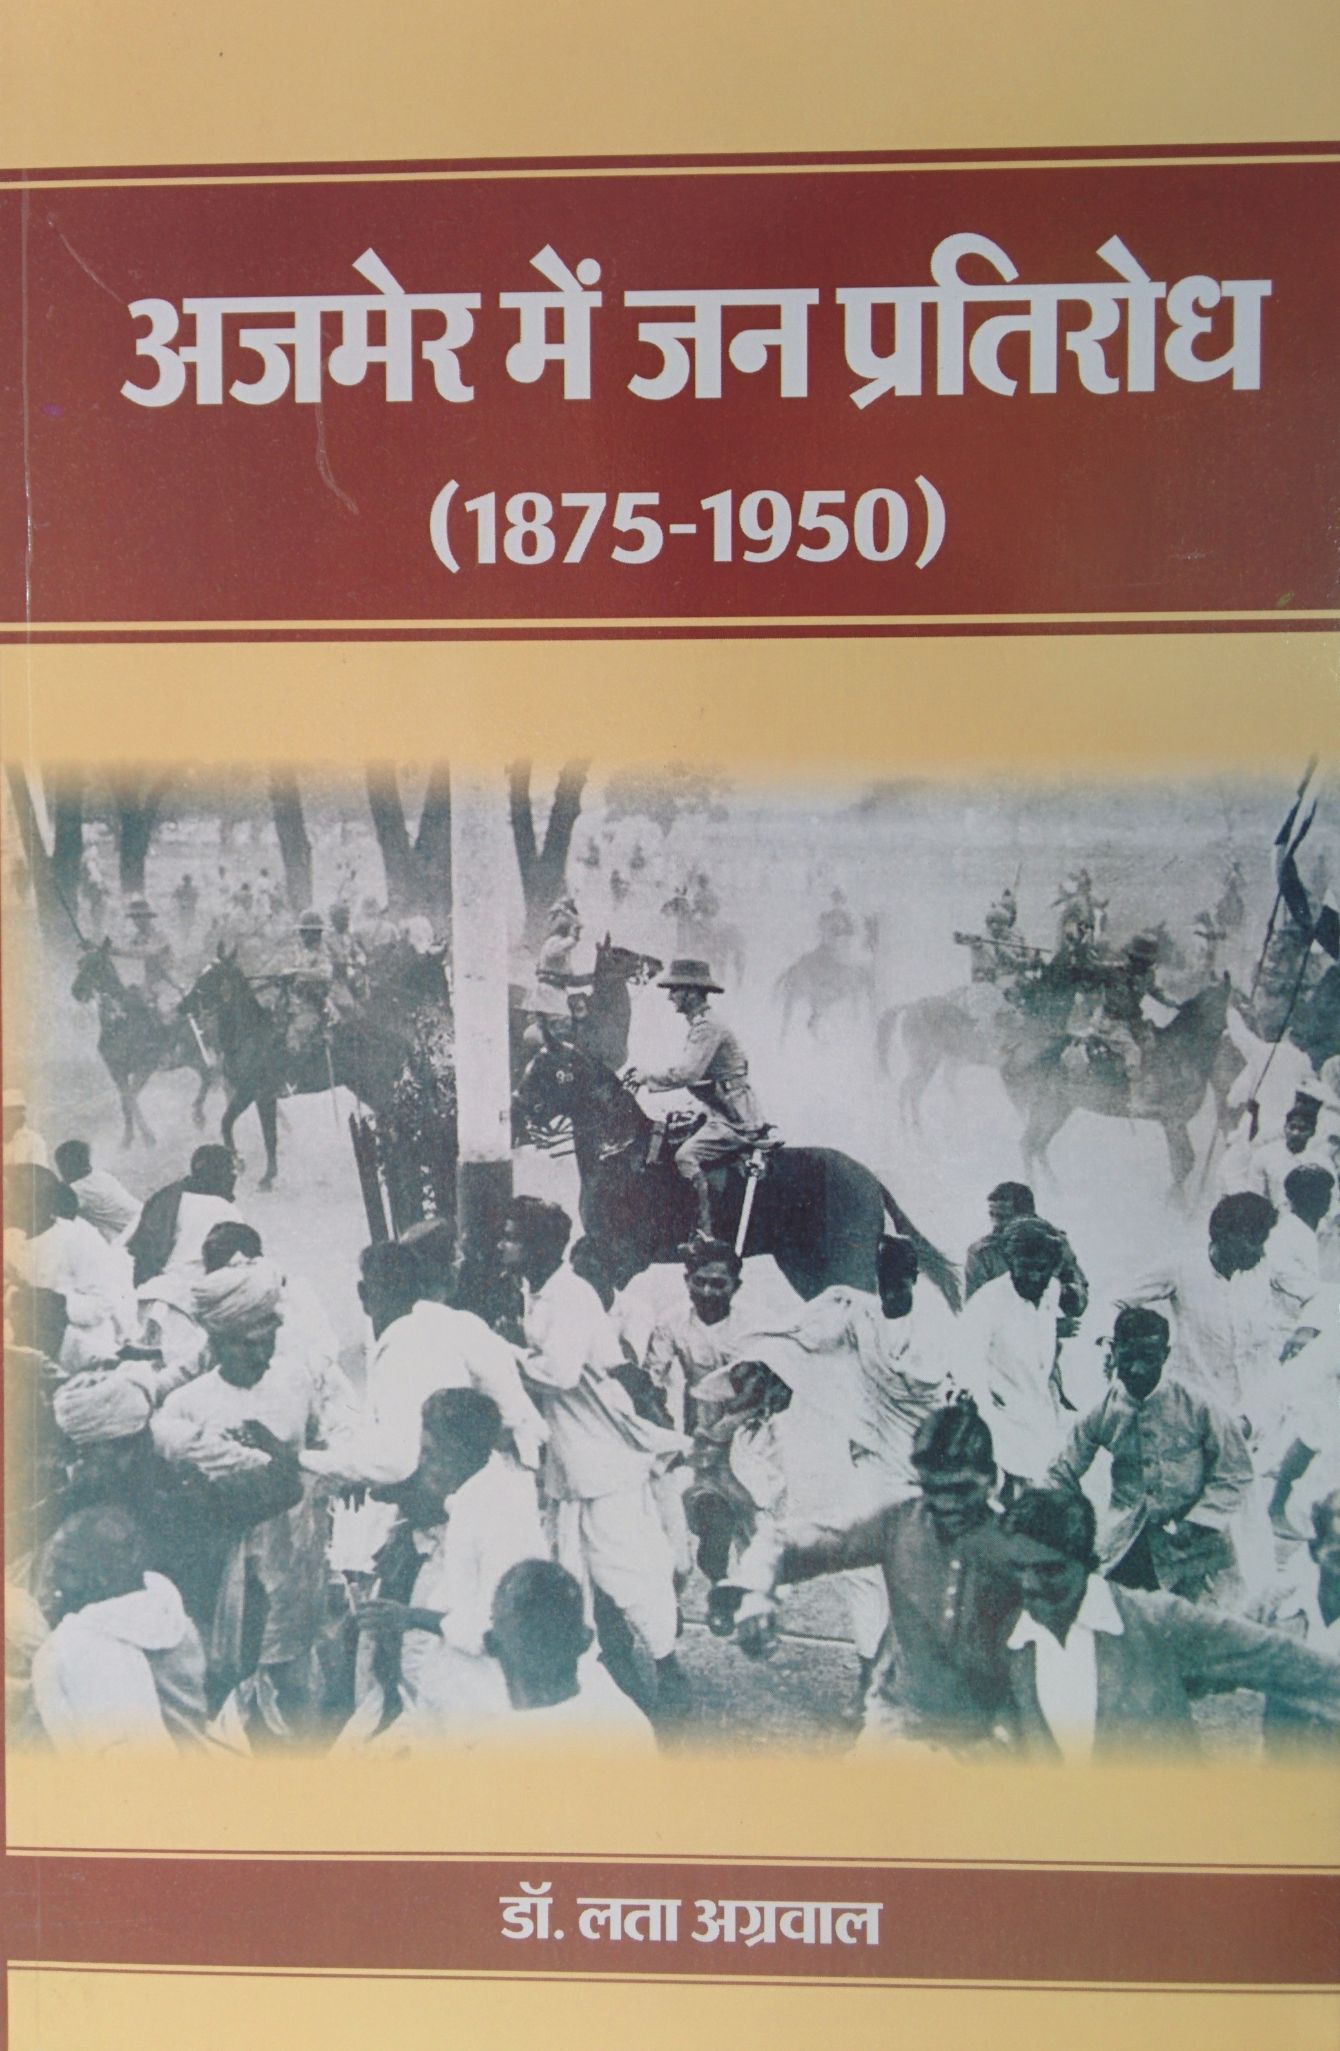 अजमेर में जन प्रतिरोध
(1875-1950)
डॉ. लता अग्रवाल